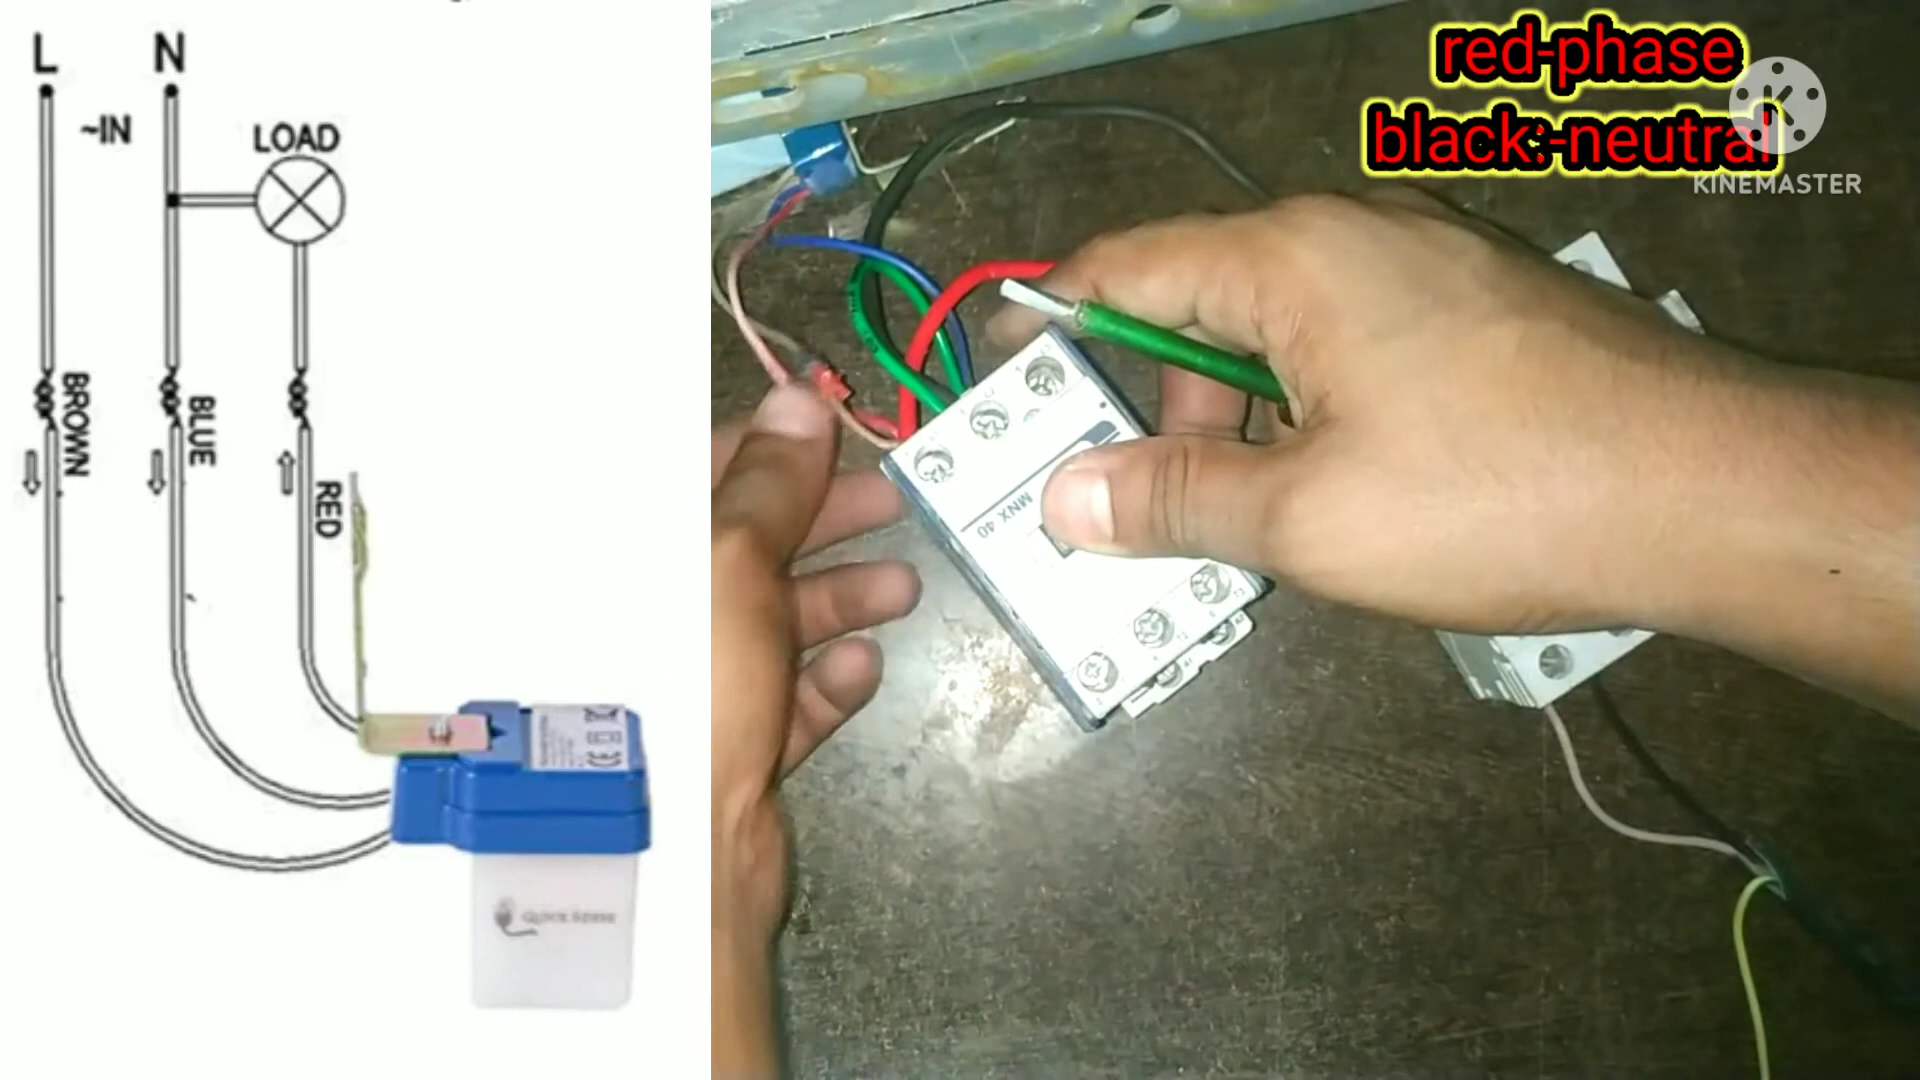 L
N
~IN
LOAD
BROWN
BLUE
RED
red-phase
black:-neutral
KINEMASTER
MNX 40